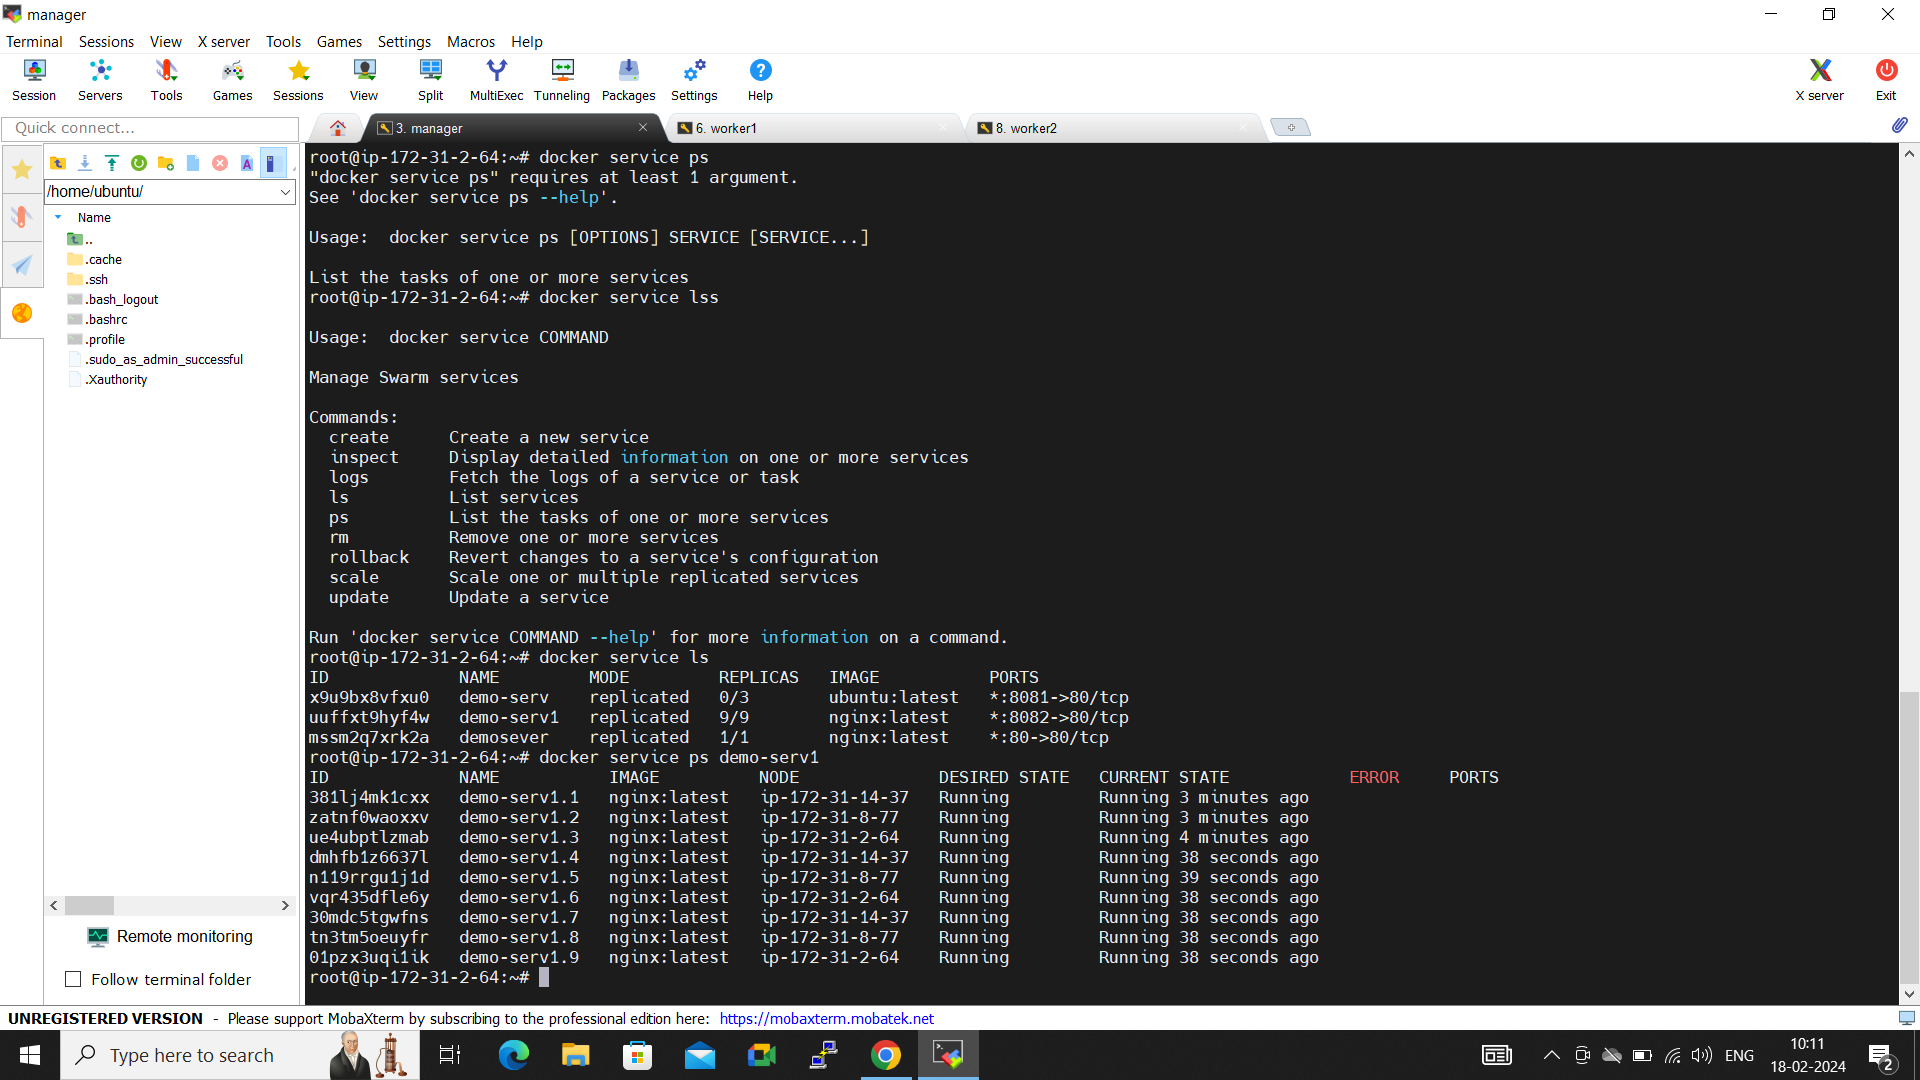 manager
Terminal Sessions View X server Tools Games Settings Macros Help
Session Servers Tools Games Sessions View Split MultiExec Tunneling Packages Settings Help X server Exit
Quick connect...
3. manager
6. worker1
8. worker2
/home/ubuntu/
Name
..
.cache
.ssh
.bash_logout
.bashrc
.profile
.sudo_as_admin_successful
.Xauthority
Remote monitoring
Follow terminal folder
root@ip-172-31-2-64:~# docker service ps
"docker service ps" requires at least 1 argument.
See 'docker service ps --help'.
Usage:  docker service ps [OPTIONS] SERVICE [SERVICE...]
List the tasks of one or more services
root@ip-172-31-2-64:~# docker service lss
Usage:  docker service COMMAND
Manage Swarm services
Commands:
  create      Create a new service
  inspect     Display detailed information on one or more services
  logs        Fetch the logs of a service or task
  ls          List services
  ps          List the tasks of one or more services
  rm          Remove one or more services
  rollback    Revert changes to a service's configuration
  scale       Scale one or multiple replicated services
  update      Update a service
Run 'docker service COMMAND --help' for more information on a command.
root@ip-172-31-2-64:~# docker service ls
ID             NAME         MODE         REPLICAS   IMAGE           PORTS
x9u9bx8vfxu0   demo-serv    replicated   0/3        ubuntu:latest   *:8081->80/tcp
uuffxt9hyf4w   demo-serv1   replicated   9/9        nginx:latest    *:8082->80/tcp
mssm2q7xrk2a   demosever    replicated   1/1        nginx:latest    *:80->80/tcp
root@ip-172-31-2-64:~# docker service ps demo-serv1
ID             NAME           IMAGE          NODE              DESIRED STATE   CURRENT STATE            ERROR     PORTS
381lj4mk1cxx   demo-serv1.1   nginx:latest   ip-172-31-14-37   Running         Running 3 minutes ago
zatnf0waoxxv   demo-serv1.2   nginx:latest   ip-172-31-8-77    Running         Running 3 minutes ago
ue4ubptlzmab   demo-serv1.3   nginx:latest   ip-172-31-2-64    Running         Running 4 minutes ago
dmhfb1z6637l   demo-serv1.4   nginx:latest   ip-172-31-14-37   Running         Running 38 seconds ago
n119rrgu1j1d   demo-serv1.5   nginx:latest   ip-172-31-8-77    Running         Running 39 seconds ago
vqr435dfle6y   demo-serv1.6   nginx:latest   ip-172-31-2-64    Running         Running 38 seconds ago
30mdc5tgwfns   demo-serv1.7   nginx:latest   ip-172-31-14-37   Running         Running 38 seconds ago
tn3tm5oeuyfr   demo-serv1.8   nginx:latest   ip-172-31-8-77    Running         Running 38 seconds ago
01pzx3uqi1ik   demo-serv1.9   nginx:latest   ip-172-31-2-64    Running         Running 38 seconds ago
root@ip-172-31-2-64:~#
UNREGISTERED VERSION - Please support MobaXterm by subscribing to the professional edition here: https://mobaxterm.mobatek.net
Type here to search
ENG
10:11
18-02-2024
2